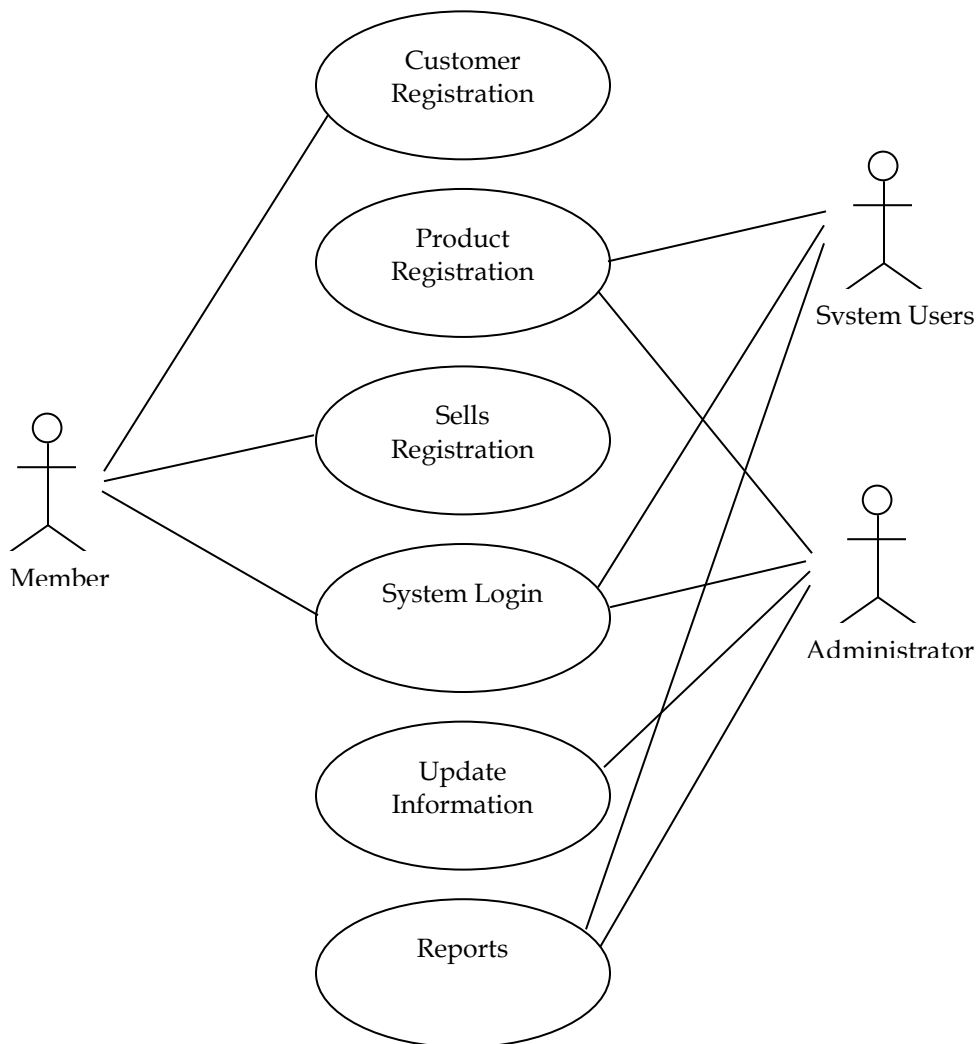 Customer
Registration
Product
Registration
System Users
Sells
Registration
Member
System Login
Administrator
Update
Information
Reports